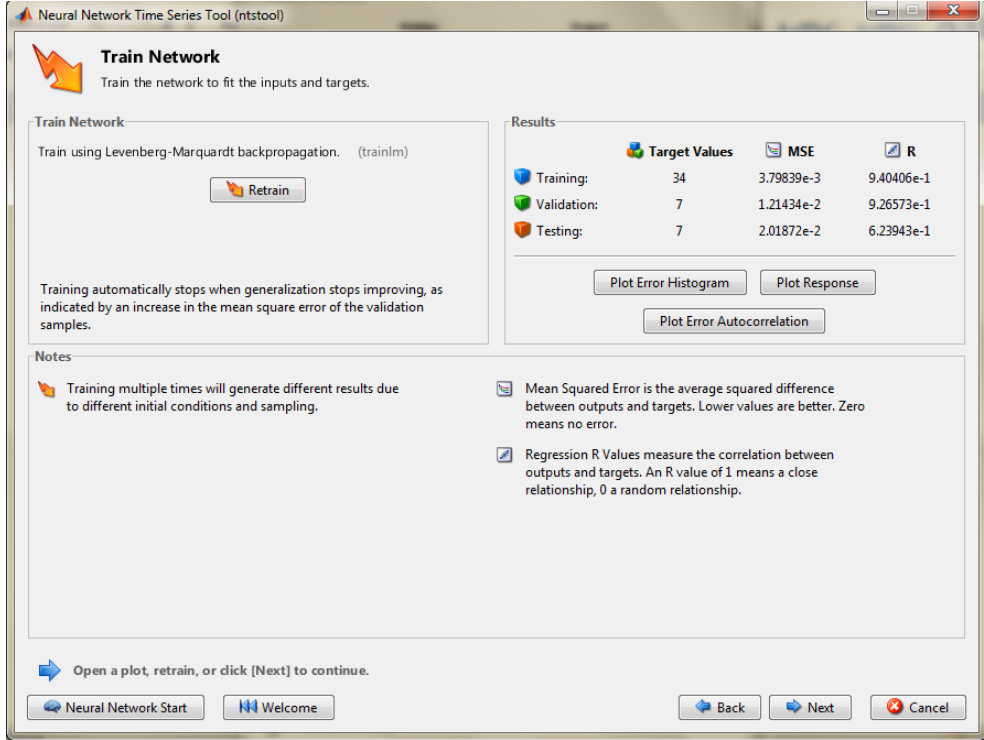 Neural Network Time Series Tool (ntstool)
Train Network
Train the network to fit the inputs and targets.
Train Network
Train using Levenberg-Marquardt backpropagation. (trainlm)
Retrain
Training automatically stops when generalization stops improving, as
indicated by an increase in the mean square error of the validation
samples.
Results
Target Values MSE R
Training: 34 3.79839e-3 9.40406e-1
Validation: 7 1.21434e-2 9.26573e-1
Testing: 7 2.01872e-2 6.23943e-1
Plot Error Histogram Plot Response
Plot Error Autocorrelation
Notes
Training multiple times will generate different results due
to different initial conditions and sampling.
Mean Squared Error is the average squared difference
between outputs and targets. Lower values are better. Zero
means no error.
Regression R Values measure the correlation between
outputs and targets. An R value of 1 means a close
relationship, 0 a random relationship.
Open a plot, retrain, or click [Next] to continue.
Neural Network Start Welcome Back Next Cancel